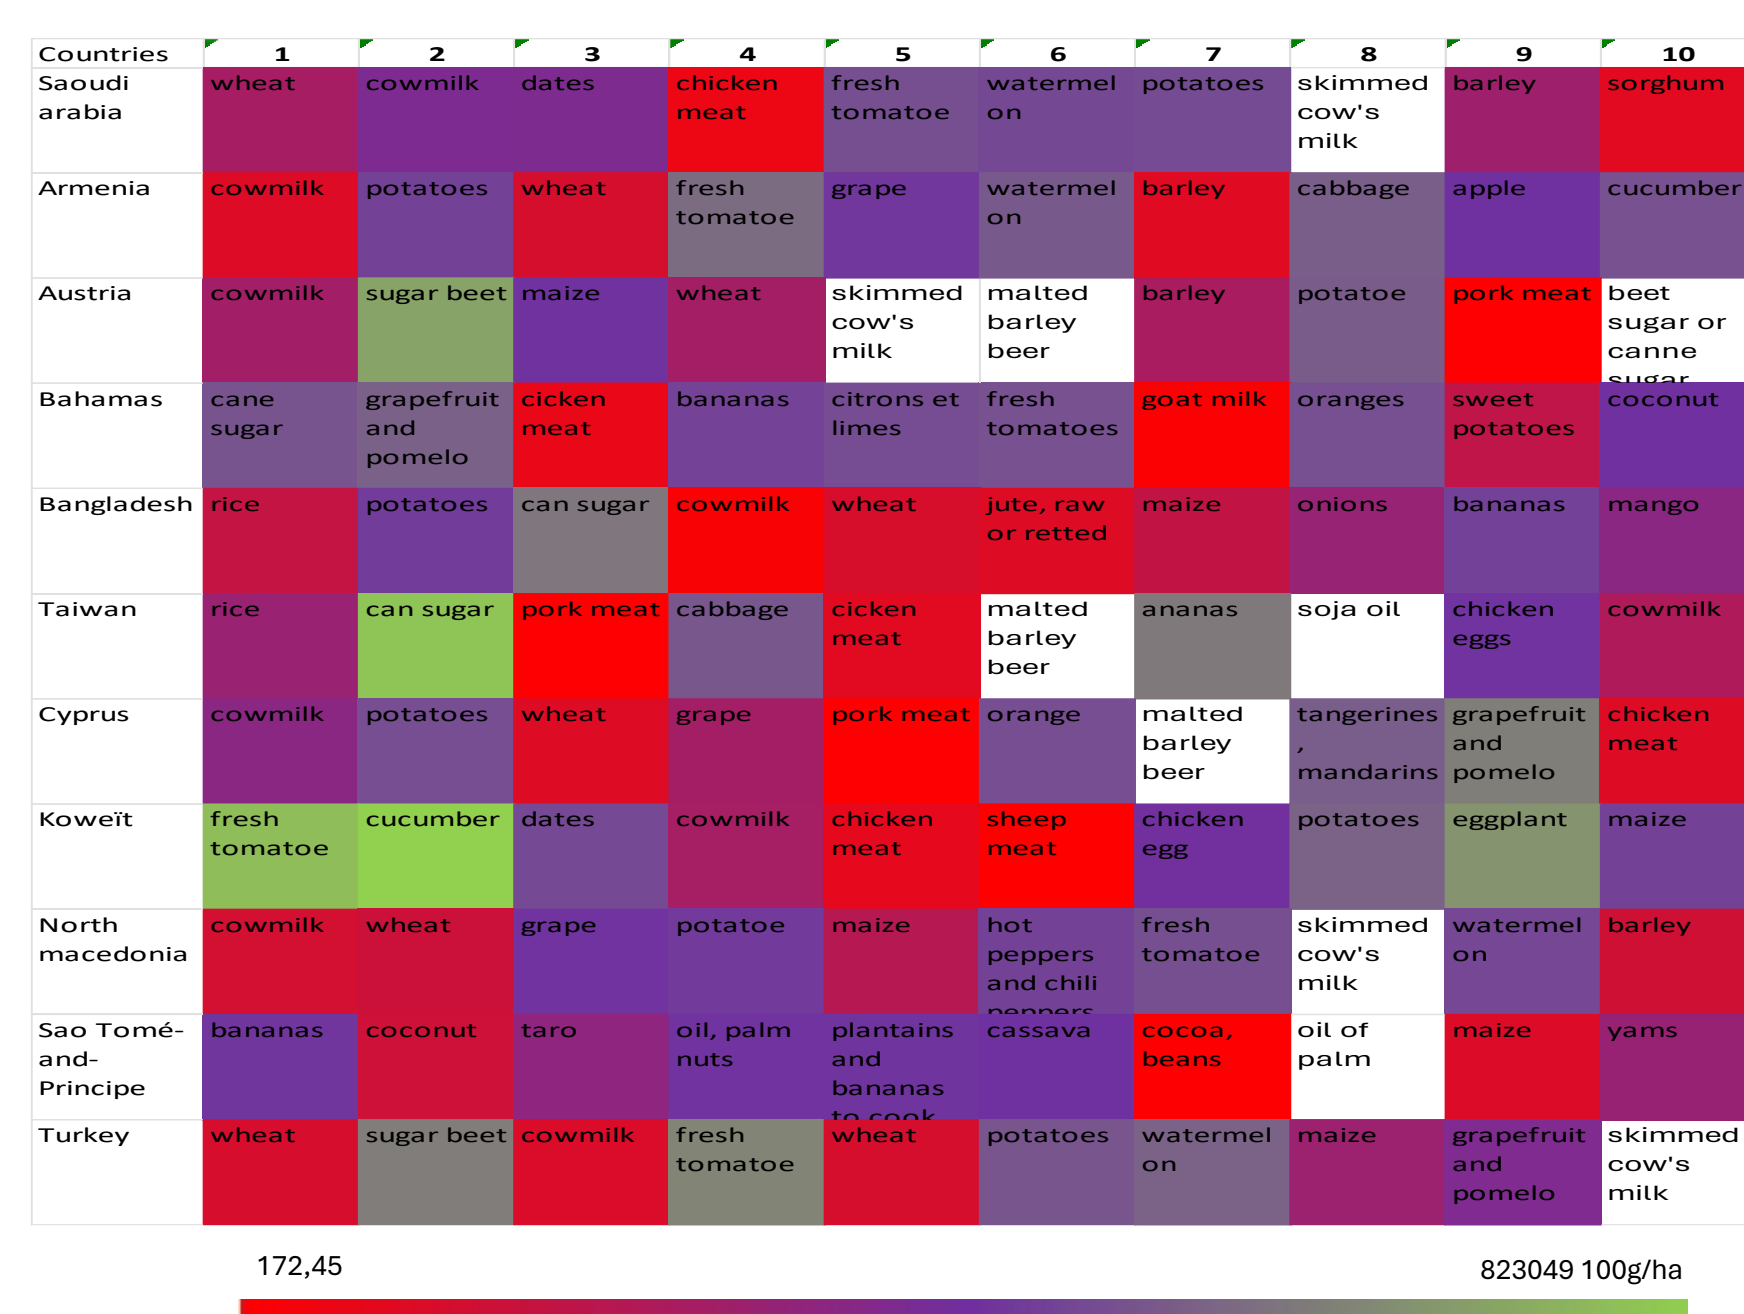 Countries 1 2 3 4 5 6 7 8 9 10
Saoudi arabia wheat cowmilk dates chicken meat fresh tomatoe watermel on potatoes skimmed cow's milk barley sorghum
Armenia cowmilk potatoes wheat fresh tomatoe grape watermel on barley cabbage apple cucumber
Austria cowmilk sugar beet maize wheat skimmed cow's milk malted barley beer barley potatoe pork meat beet sugar or canne sugar
Bahamas cane sugar grapefruit and pomelo cicken meat bananas citrons et limes fresh tomatoes goat milk oranges sweet potatoes coconut
Bangladesh rice potatoes can sugar cowmilk wheat jute, raw or retted maize onions bananas mango
Taiwan rice can sugar pork meat cabbage cicken meat malted barley beer ananas soja oil chicken eggs cowmilk
Cyprus cowmilk potatoes wheat grape pork meat orange malted barley beer tangerines , mandarins grapefruit and pomelo chicken meat
Koweït fresh tomatoe cucumber dates cowmilk chicken meat sheep meat chicken egg potatoes eggplant maize
North macedonia cowmilk wheat grape potatoe maize hot peppers and chili peppers fresh tomatoe skimmed cow's milk watermel on barley
Sao Tomé-and-Principe bananas coconut taro oil, palm nuts plantains and bananas to cook cassava cocoa, beans oil of palm maize yams
Turkey wheat sugar beet cowmilk fresh tomatoe wheat potatoes watermel on maize grapefruit and pomelo skimmed cow's milk
172,45 823049 100g/ha